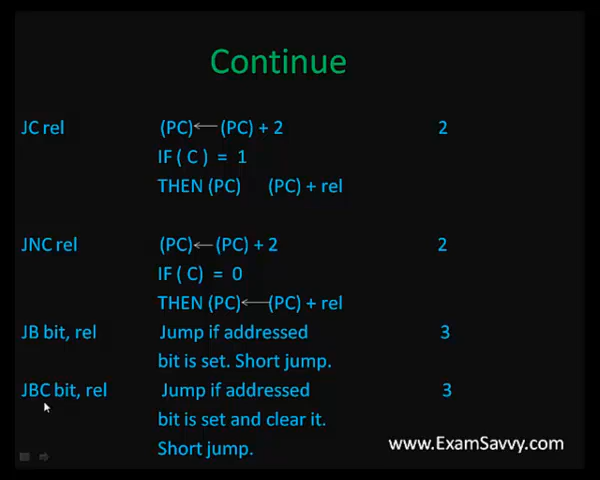 Continue
JC rel (PC)← (PC) + 2 2
IF ( C ) = 1
THEN (PC) (PC) + rel
JNC rel (PC)← (PC) + 2 2
IF ( C) = 0
THEN (PC)←(PC) + rel
JB bit, rel Jump if addressed 3
bit is set. Short jump.
JBC bit, rel Jump if addressed 3
bit is set and clear it.
Short jump.
www.ExamSavvy.com